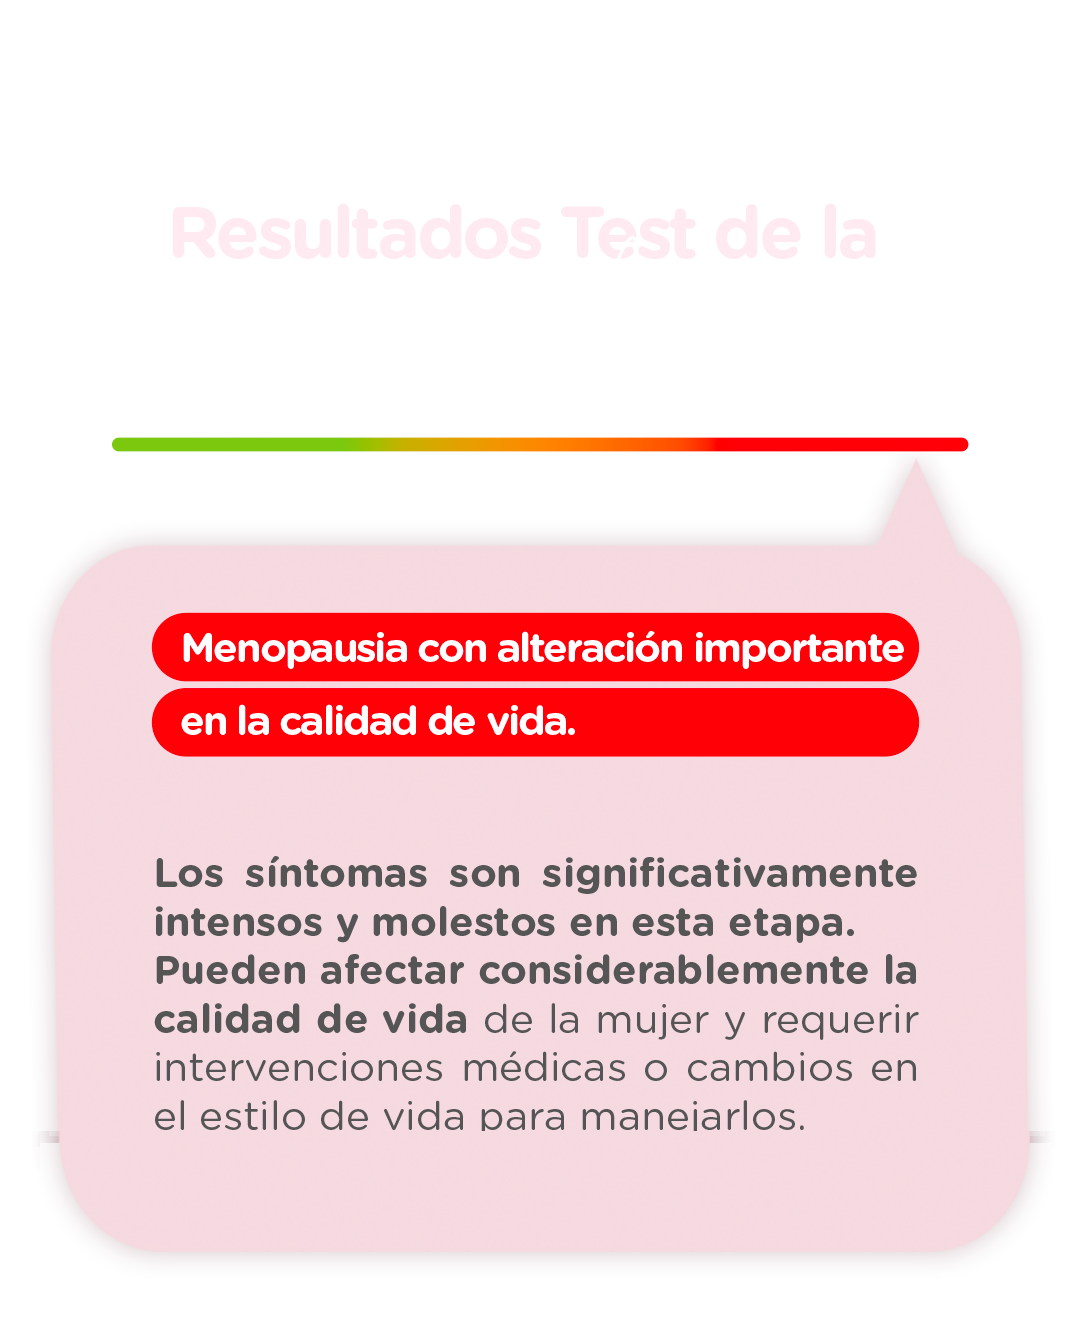 Resultados Test de la
Menopausia con alteración importante
en la calidad de vida.
Los síntomas son significativamente
intensos y molestos en esta etapa.
Pueden afectar considerablemente la
calidad de vida de la mujer y requerir
intervenciones médicas o cambios en
el estilo de vida para manejarlos.